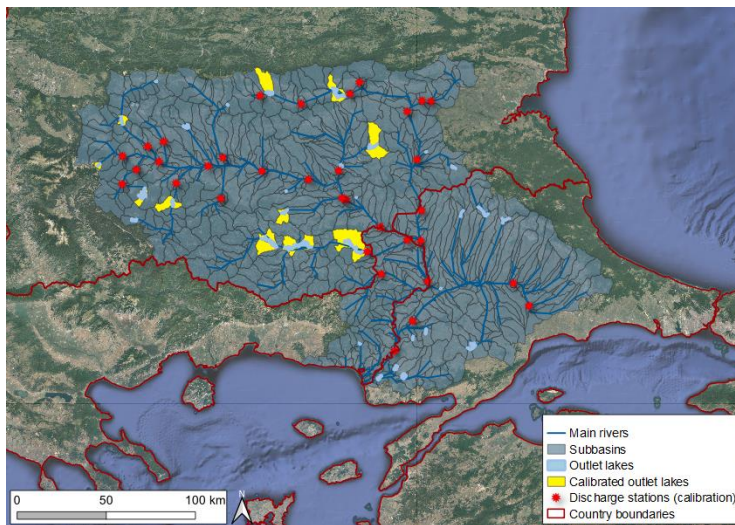 Main rivers
Subbasins
Outlet lakes
Calibrated outlet lakes
Discharge stations (calibration)
Country boundaries
0 50 100 km
N